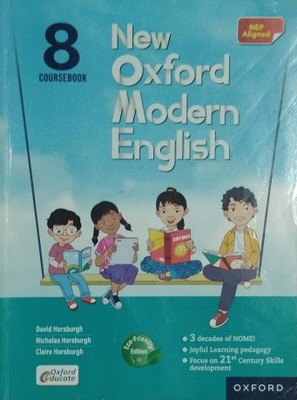 8
COURSEBOOK
NEP
Aligned
New
Oxford
Modern
English
David Horsburgh
Nicholas Horsburgh
Claire Horsburgh
Eco-Friendly
Edition
• 3 decades of NOME!
• Joyful Learning pedagogy
• Focus on 21st Century Skills
development
Oxford
educate
OXFORD